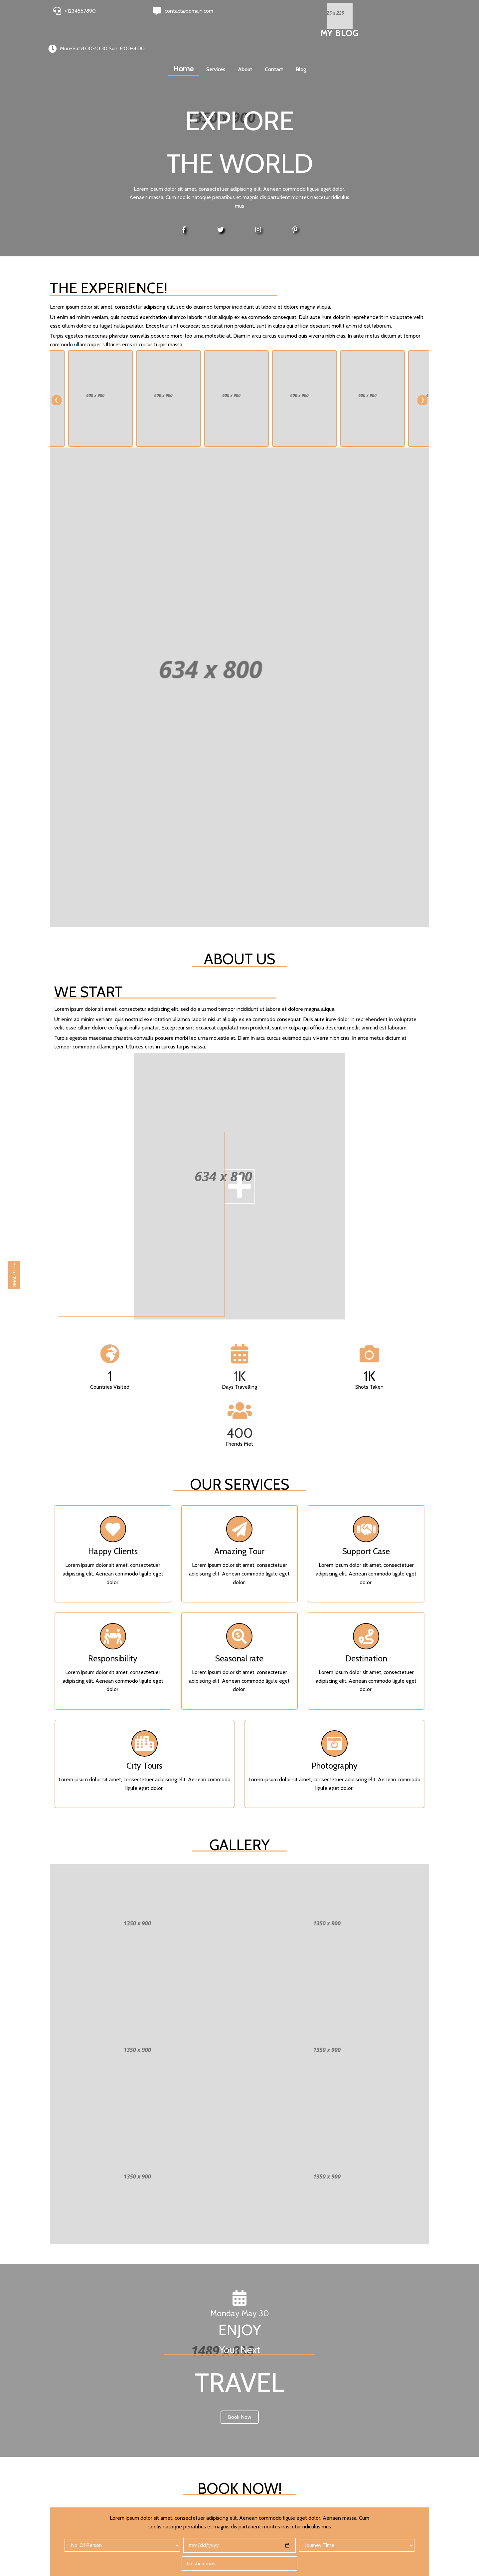 +1234567890
contact@domain.com
25 x 225
MY BLOG
Mon-Sat:8.00-10.30 Sun: 8.00-4.00
Home Services About Contact Blog
EXPLORE
THE WORLD
Lorem ipsum dolor sit amet, consectetuer adipiscing elit. Aenean commodo ligule eget dolor.
Aenaen massa, Cum sociis natoque penatibus et magnis dis parturient montes nascetur ridiculus
mus
THE EXPERIENCE!
Lorem ipsum dolor sit amet, consectetur adipiscing elit, sed do eiusmod tempor incididunt ut labore et dolore magna aliqua.
Ut enim ad minim veniam, quis nostrud exercitation ullamco laboris nisi ut aliquip ex ea commodo consequat. Duis aute irure dolor in reprehenderit in voluptate velit
esse cillum dolore eu fugiat nulla pariatur. Excepteur sint occaecat cupidatat non proident, sunt in culpa qui officia deserunt mollit anim id est laborum.
Turpis egestas maecenas pharetra convallis posuere morbi leo urna molestie at. Diam in arcu cursus euismod quis viverra nibh cras. In ante metus dictum at tempor
commodo ullamcorper. Ultrices eros in cursus turpis massa.
600 x 900
600 x 900
600 x 900
600 x 900
600 x 900
634 x 800
ABOUT US
WE START
Lorem ipsum dolor sit amet, consectetur adipiscing elit, sed do eiusmod tempor incididunt ut labore et dolore magna aliqua.
Ut enim ad minim veniam, quis nostrud exercitation ullamco laboris nisi ut aliquip ex ea commodo consequat. Duis aute irure dolor in reprehenderit in voluptate
velit esse cillum dolore eu fugiat nulla pariatur. Excepteur sint occaecat cupidatat non proident, sunt in culpa qui officia deserunt mollit anim id est laborum.
Turpis egestas maecenas pharetra convallis posuere morbi leo urna molestie at. Diam in arcu cursus euismod quis viverra nibh cras. In ante metus dictum at
tempor commodo ullamcorper. Ultrices eros in cursus turpis massa.
634 x 800
1
Countries Visited
1K
Days Travelling
1K
Shots Taken
400
Friends Met
OUR SERVICES
Happy Clients
Lorem ipsum dolor sit amet, consectetuer
adipiscing elit. Aenean commodo ligule eget
dolor.
Amazing Tour
Lorem ipsum dolor sit amet, consectetuer
adipiscing elit. Aenean commodo ligule eget
dolor.
Support Case
Lorem ipsum dolor sit amet, consectetuer
adipiscing elit. Aenean commodo ligule eget
dolor.
Responsibility
Lorem ipsum dolor sit amet, consectetuer
adipiscing elit. Aenean commodo ligule eget
dolor.
Seasonal rate
Lorem ipsum dolor sit amet, consectetuer
adipiscing elit. Aenean commodo ligule eget
dolor.
Destination
Lorem ipsum dolor sit amet, consectetuer
adipiscing elit. Aenean commodo ligule eget
dolor.
City Tours
Lorem ipsum dolor sit amet, consectetuer adipiscing elit. Aenean commodo
ligule eget dolor.
Photography
Lorem ipsum dolor sit amet, consectetuer adipiscing elit. Aenean commodo
ligule eget dolor.
GALLERY
1350 x 900
1350 x 900
1350 x 900
1350 x 900
1350 x 900
1350 x 900
Monday May 30
ENJOY
Your Next
TRAVEL
Book Now
BOOK NOW!
Lorem ipsum dolor sit amet, consectetuer adipiscing elit. Aenean commodo ligule eget dolor. Aenaen massa, Cum
sociis natoque penatibus et magnis dis parturient montes nascetur ridiculus mus
No. Of Person
mm/dd/yyyy
Journey Time
Destinations